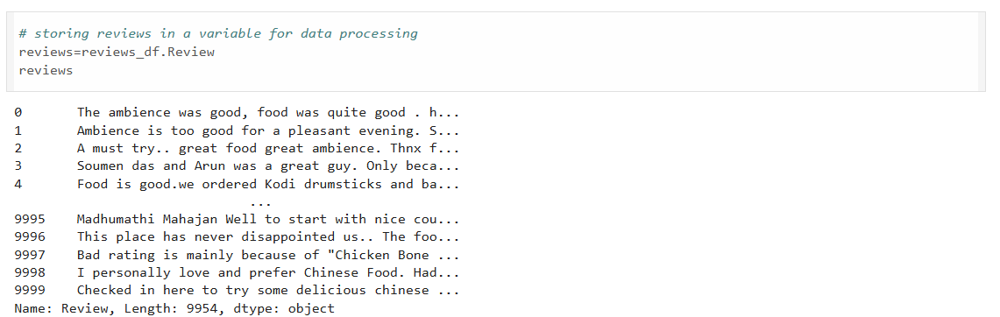 # storing reviews in a variable for data processing
reviews=reviews_df.Review
reviews
0 The ambience was good, food was quite good . h...
1 Ambience is too good for a pleasant evening. S...
2 A must try.. great food great ambience. Thnx f...
3 Soumen das and Arun was a great guy. Only beca...
4 Food is good.we ordered Kodi drumsticks and ba...
...
9995 Madhumathi Mahajan Well to start with nice cou...
9996 This place has never disappointed us.. The foo...
9997 Bad rating is mainly because of "Chicken Bone ...
9998 I personally love and prefer Chinese Food. Had...
9999 Checked in here to try some delicious chinese ...
Name: Review, Length: 9954, dtype: object